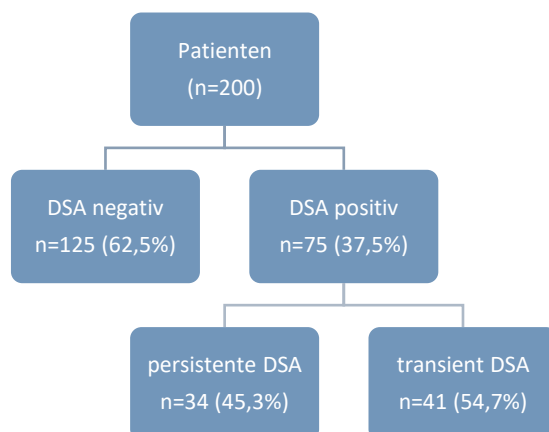 Patienten
(n=200)
DSA negativ
n=125 (62,5%)
DSA positiv
n=75 (37,5%)
persistente DSA
n=34 (45,3%)
transient DSA
n=41 (54,7%)